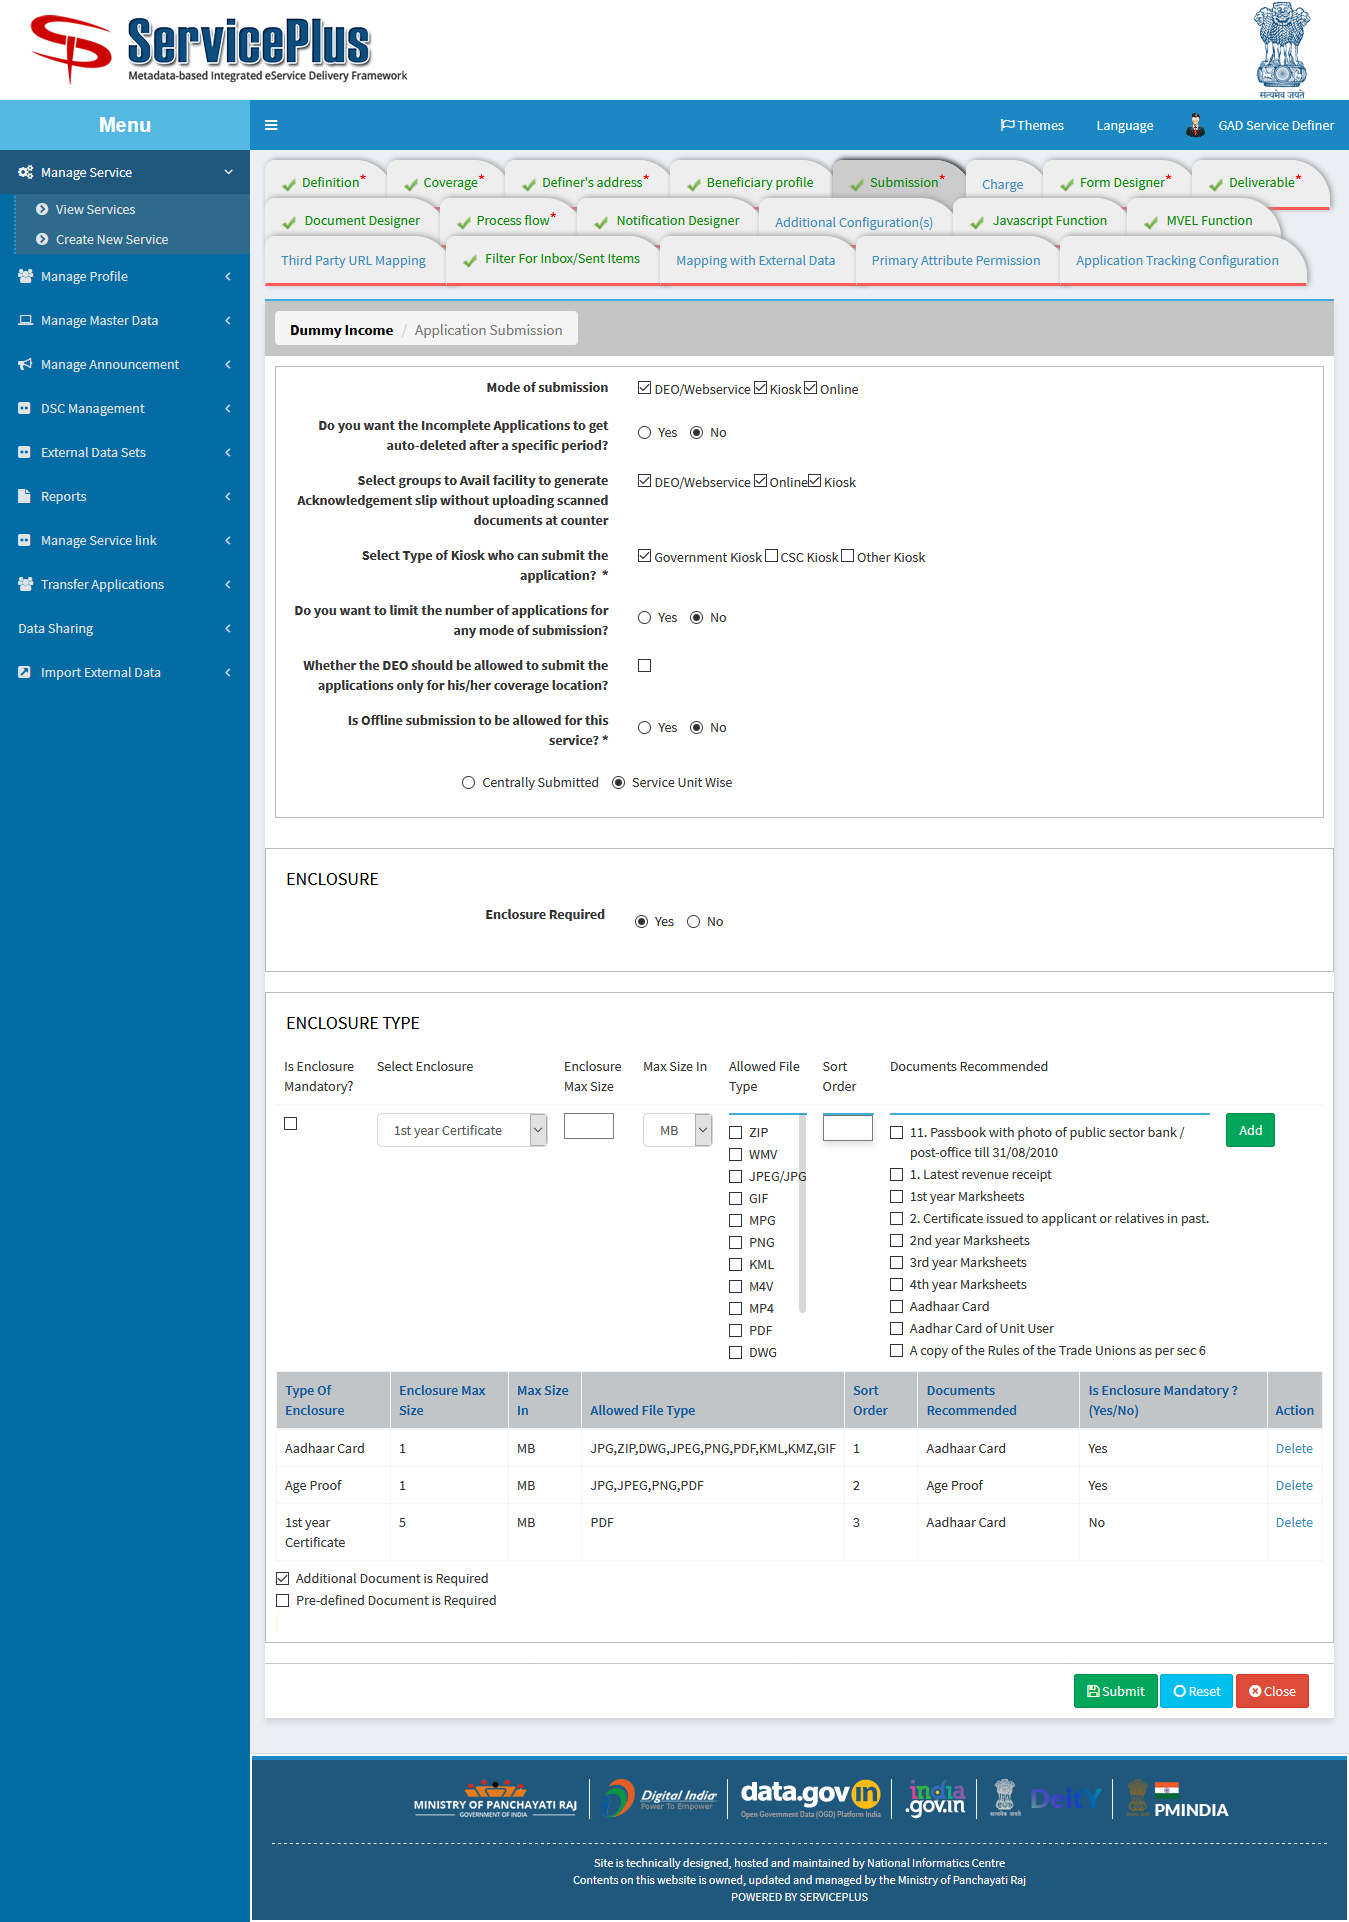 ServicePlus
Metadata-based Integrated eService Delivery Framework
सत्यमेव जयते
Menu
Themes Language GAD Service Definer
Manage Service
View Services
Create New Service
Manage Profile
Manage Master Data
Manage Announcement
DSC Management
External Data Sets
Reports
Manage Service link
Transfer Applications
Data Sharing
Import External Data
Definition* Coverage* Definer's address* Beneficiary profile Submission* Charge Form Designer* Deliverable*
Document Designer Process flow* Notification Designer Additional Configuration(s) Javascript Function MVEL Function
Third Party URL Mapping Filter For Inbox/Sent Items Mapping with External Data Primary Attribute Permission Application Tracking Configuration
Dummy Income / Application Submission
Mode of submission DEO/Webservice Kiosk Online
Do you want the Incomplete Applications to get
auto-deleted after a specific period? Yes No
Select groups to Avail facility to generate DEO/Webservice Online Kiosk
Acknowledgement slip without uploading scanned
documents at counter
Select Type of Kiosk who can submit the Government Kiosk CSC Kiosk Other Kiosk
application? *
Do you want to limit the number of applications for
any mode of submission? Yes No
Whether the DEO should be allowed to submit the
applications only for his/her coverage location?
Is Offline submission to be allowed for this
service? * Yes No
Centrally Submitted Service Unit Wise
ENCLOSURE
Enclosure Required Yes No
ENCLOSURE TYPE
Is Enclosure Mandatory? Select Enclosure Enclosure Max Size Max Size In Allowed File Type Sort Order Documents Recommended
1st year Certificate MB
ZIP
WMV
JPEG/JPG
GIF
MPG
PNG
KML
M4V
MP4
PDF
DWG
11. Passbook with photo of public sector bank /
post-office till 31/08/2010
1. Latest revenue receipt
1st year Marksheets
2. Certificate issued to applicant or relatives in past.
2nd year Marksheets
3rd year Marksheets
4th year Marksheets
Aadhaar Card
Aadhar Card of Unit User
A copy of the Rules of the Trade Unions as per sec 6
Add
Type Of Enclosure Enclosure Max Size Max Size In Allowed File Type Sort Order Documents Recommended Is Enclosure Mandatory ? (Yes/No) Action
Aadhaar Card 1 MB JPG,ZIP,DWG,JPEG,PNG,PDF,KML,KMZ,GIF 1 Aadhaar Card Yes Delete
Age Proof 1 MB JPG,JPEG,PNG,PDF 2 Age Proof Yes Delete
1st year Certificate 5 MB PDF 3 Aadhaar Card No Delete
Additional Document is Required
Pre-defined Document is Required
Submit Reset Close
MINISTRY OF PANCHAYATI RAJ
GOVERNMENT OF INDIA
Digital India
Power To Empower
data.gov in
Open Government Data (OGD) Platform India
india
.gov.in
DeitY
PMINDIA
Site is technically designed, hosted and maintained by National Informatics Centre
Contents on this website is owned, updated and managed by the Ministry of Panchayati Raj
POWERED BY SERVICEPLUS